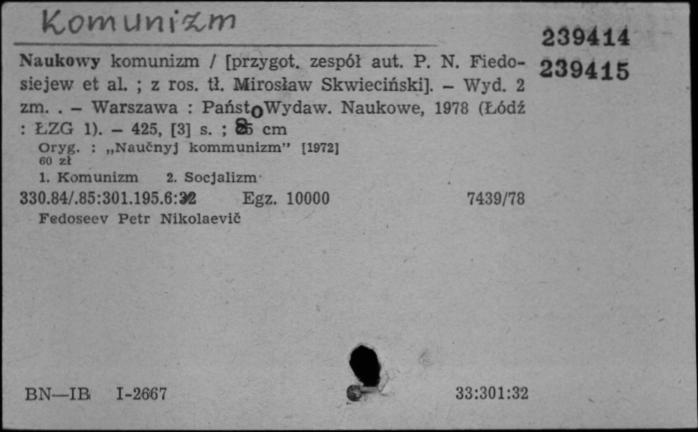 Komunizm
239414
239415
Naukowy komunizm / [przygot. zespół aut. P. N. Fiedo-
siejew et al. ; z ros. tł. Mirosław Skwieciński]. – Wyd. 2
zm. . – Warszawa : Państ Wydaw. Naukowe, 1978 (Łódź
: ŁZG 1). – 425, [3] s. ; cm
Oryg. : „Naučnyj kommunizm” [1972]
60 zł
1. Komunizm 2. Socjalizm
330.84/.85:301.195.6:32 Egz. 10000 7439/78
Fedoseev Petr Nikolaevič
BN—IB I-2667 33:301:32